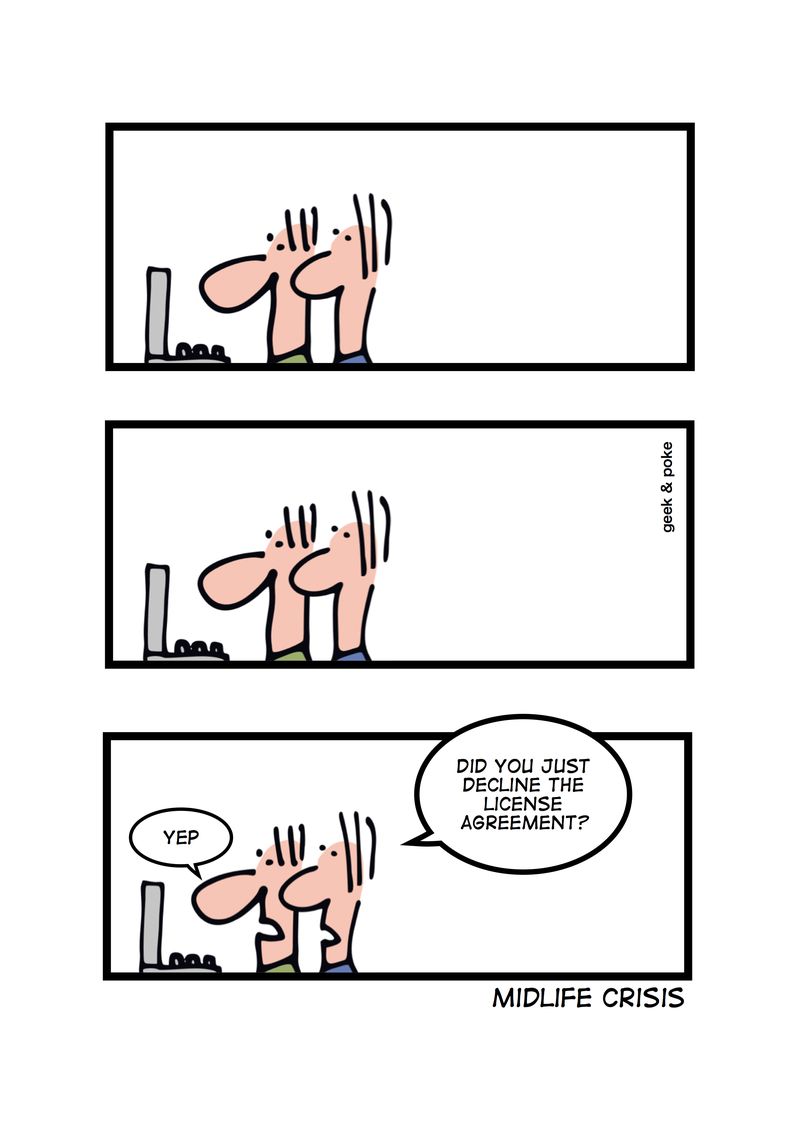 geek & poke
DID YOU JUST
DECLINE THE
LICENSE
AGREEMENT?
YEP
MIDLIFE CRISIS